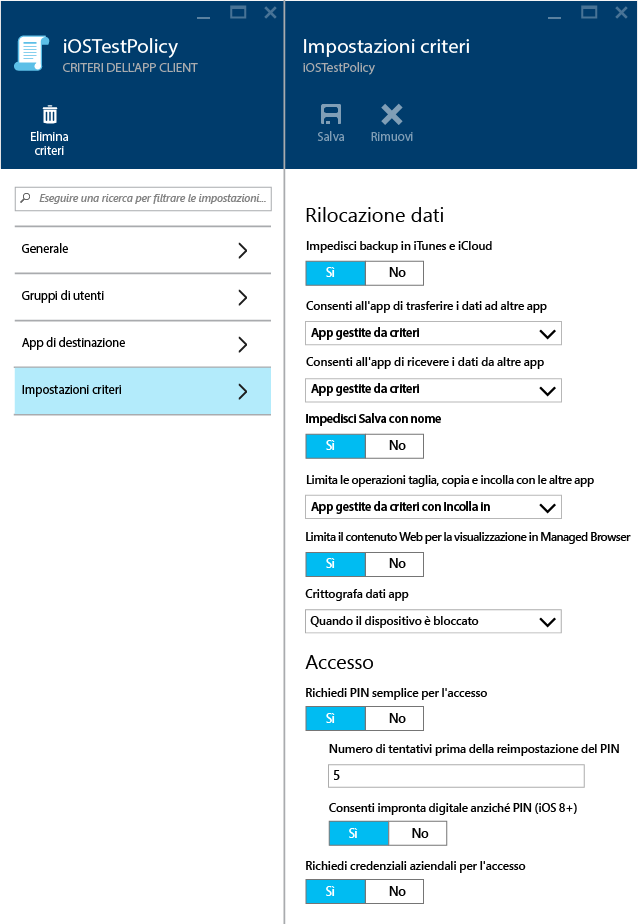 iOSTestPolicy
CRITERI DELL'APP CLIENT
Elimina
criteri
Eseguire una ricerca per filtrare le impostazioni...
Generale
Gruppi di utenti
App di destinazione
Impostazioni criteri
Impostazioni criteri
iOSTestPolicy
Salva Rimuovi
Rilocazione dati
Impedisci backup in iTunes e iCloud
Sì No
Consenti all'app di trasferire i dati ad altre app
App gestite da criteri
Consenti all'app di ricevere i dati da altre app
App gestite da criteri
Impedisci Salva con nome
Sì No
Limita le operazioni taglia, copia e incolla con le altre app
App gestite da criteri con Incolla in
Limita il contenuto Web per la visualizzazione in Managed Browser
Sì No
Crittografa dati app
Quando il dispositivo è bloccato
Accesso
Richiedi PIN semplice per l'accesso
Sì No
Numero di tentativi prima della reimpostazione del PIN
5
Consenti impronta digitale anziché PIN (iOS 8+)
Sì No
Richiedi credenziali aziendali per l'accesso
Sì No